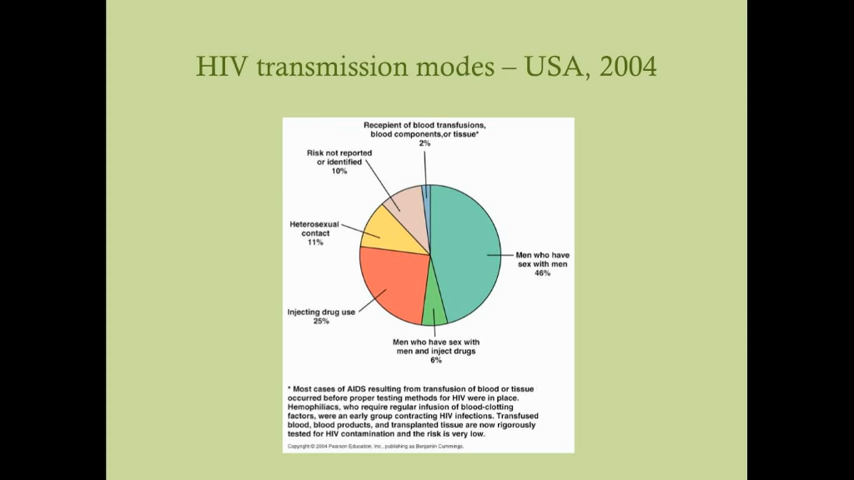 HIV transmission modes – USA, 2004
Recepient of blood transfusions,
blood components,or tissue*
2%
Risk not reported
or identified
10%
Heterosexual
contact
11%
Men who have
sex with men
46%
Injecting drug use
25%
Men who have sex with
men and inject drugs
6%
* Most cases of AIDS resulting from transfusion of blood or tissue
occurred before proper testing methods for HIV were in place.
Hemophiliacs, who require regular infusion of blood-clotting
factors, were an early group contracting HIV infections. Transfused
blood, blood products, and transplanted tissue are now rigorously
tested for HIV contamination and the risk is very low.
Copyright © 2004 Pearson Education, Inc., publishing as Benjamin Cummings.